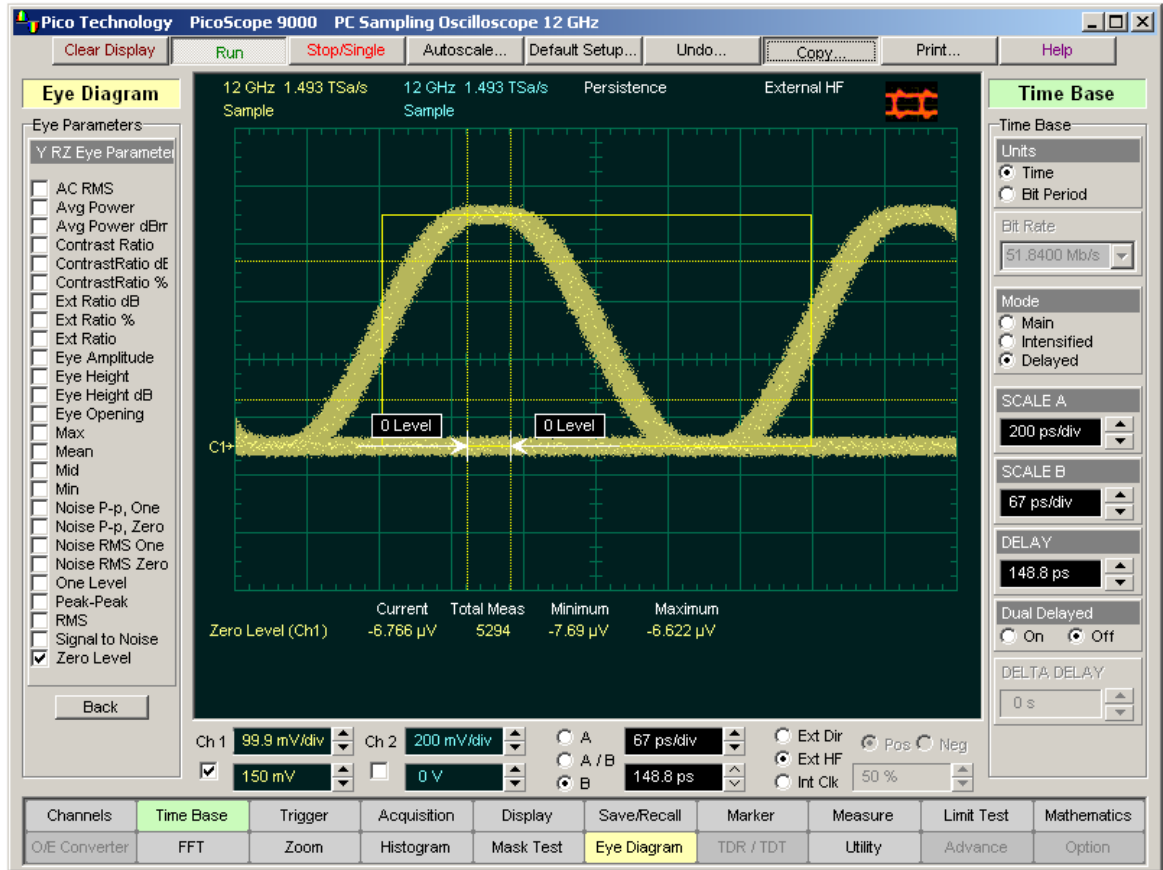 Pico Technology PicoScope 9000 PC Sampling Oscilloscope 12 GHz
Clear Display Run Stop/Single Autoscale... Default Setup... Undo... Copy... Print... Help
Eye Diagram
Eye Parameters
Y RZ Eye Parameter
AC RMS
Avg Power
Avg Power dBm
Contrast Ratio
ContrastRatio dB
ContrastRatio %
Ext Ratio dB
Ext Ratio %
Ext Ratio
Eye Amplitude
Eye Height
Eye Height dB
Eye Opening
Max
Mean
Mid
Min
Noise P-p, One
Noise P-p, Zero
Noise RMS One
Noise RMS Zero
One Level
Peak-Peak
RMS
Signal to Noise
Zero Level
Back
12 GHz 1.493 TSa/s 12 GHz 1.493 TSa/s Persistence External HF
Sample Sample
0 Level 0 Level
C1
Current Total Meas Minimum Maximum
Zero Level (Ch1) -6.766 µV 5294 -7.69 µV -6.622 µV
Time Base
Time Base
Units
Time
Bit Period
Bit Rate
51.8400 Mb/s
Mode
Main
Intensified
Delayed
SCALE A
200 ps/div
SCALE B
67 ps/div
DELAY
148.8 ps
Dual Delayed
On Off
DELTA DELAY
0 s
Ch 1 99.9 mV/div Ch 2 200 mV/div A 67 ps/div Ext Dir Pos Neg
A / B Ext HF
150 mV 0 V B 148.8 ps Int Clk 50 %
Channels Time Base Trigger Acquisition Display Save/Recall Marker Measure Limit Test Mathematics
O/E Converter FFT Zoom Histogram Mask Test Eye Diagram TDR / TDT Utility Advance Option